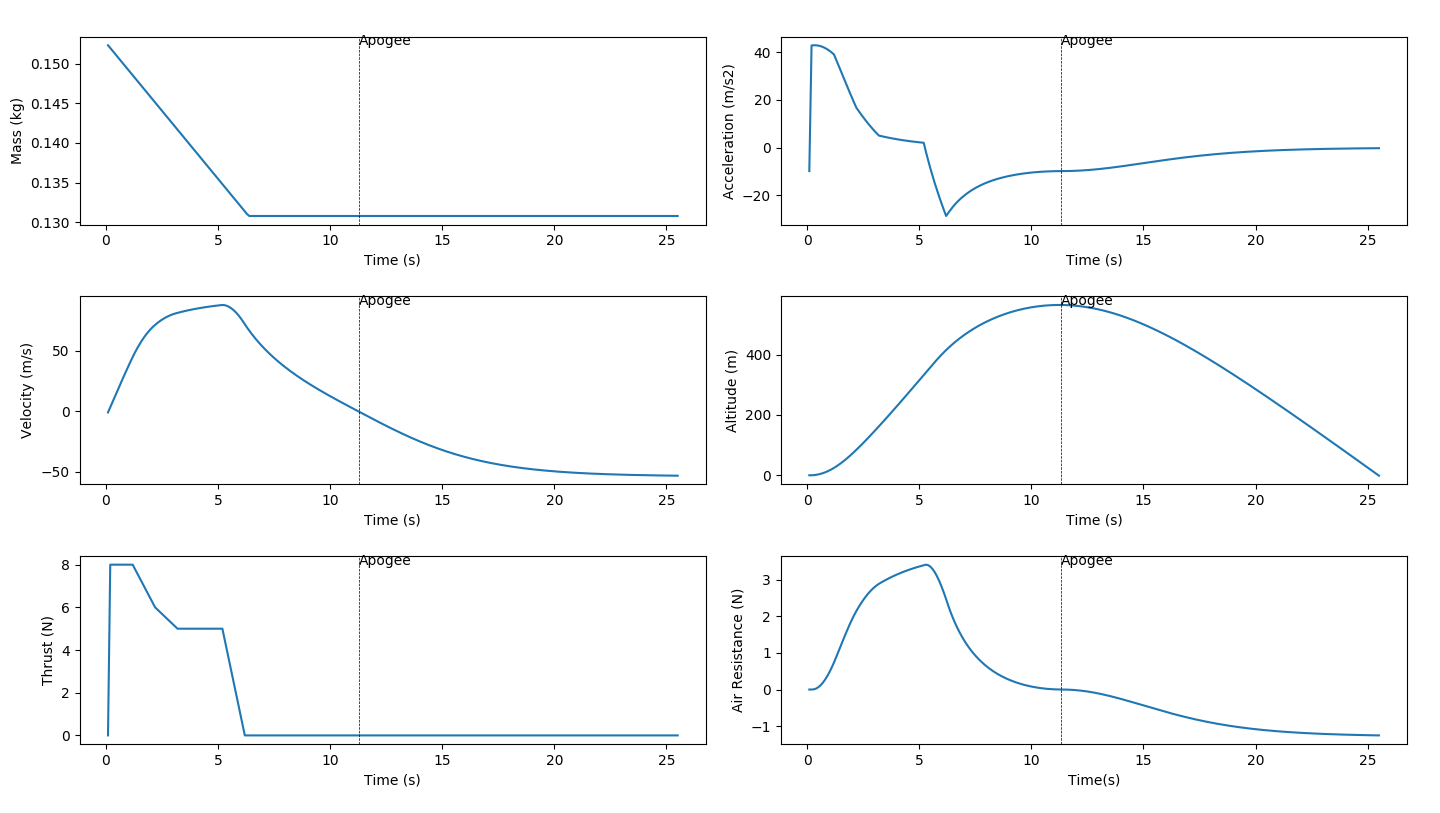 Apogee
Mass (kg)
0.150
0.145
0.140
0.135
0.130
0 5 10 15 20 25
Time (s)
Apogee
Acceleration (m/s2)
40
20
0
−20
0 5 10 15 20 25
Time (s)
Apogee
Velocity (m/s)
50
0
−50
0 5 10 15 20 25
Time (s)
Apogee
Altitude (m)
400
200
0
0 5 10 15 20 25
Time (s)
Apogee
Thrust (N)
8
6
4
2
0
0 5 10 15 20 25
Time (s)
Apogee
Air Resistance (N)
3
2
1
0
−1
0 5 10 15 20 25
Time(s)